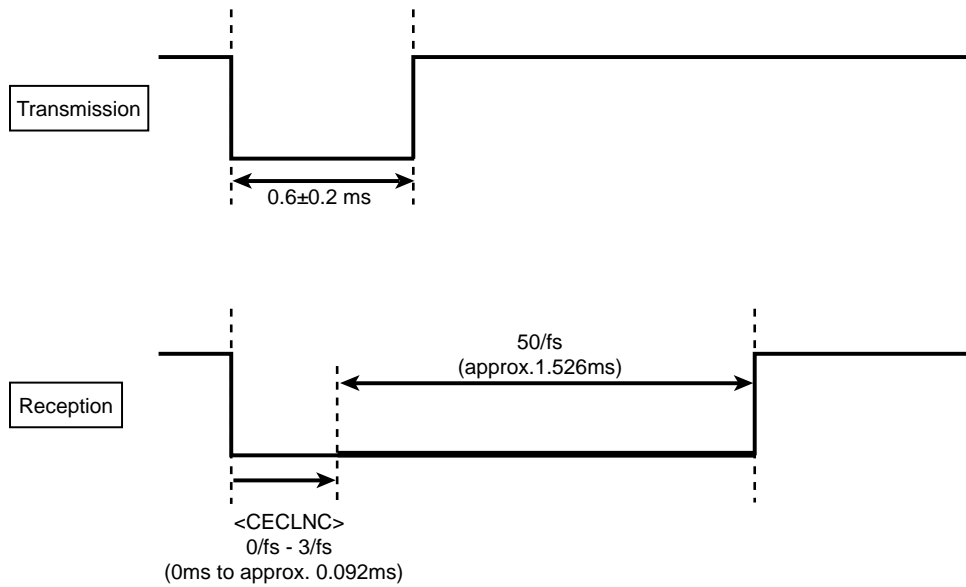 Transmission
0.6±0.2 ms
50/fs
(approx.1.526ms)
Reception
<CECLNC>
0/fs - 3/fs
(0ms to approx. 0.092ms)